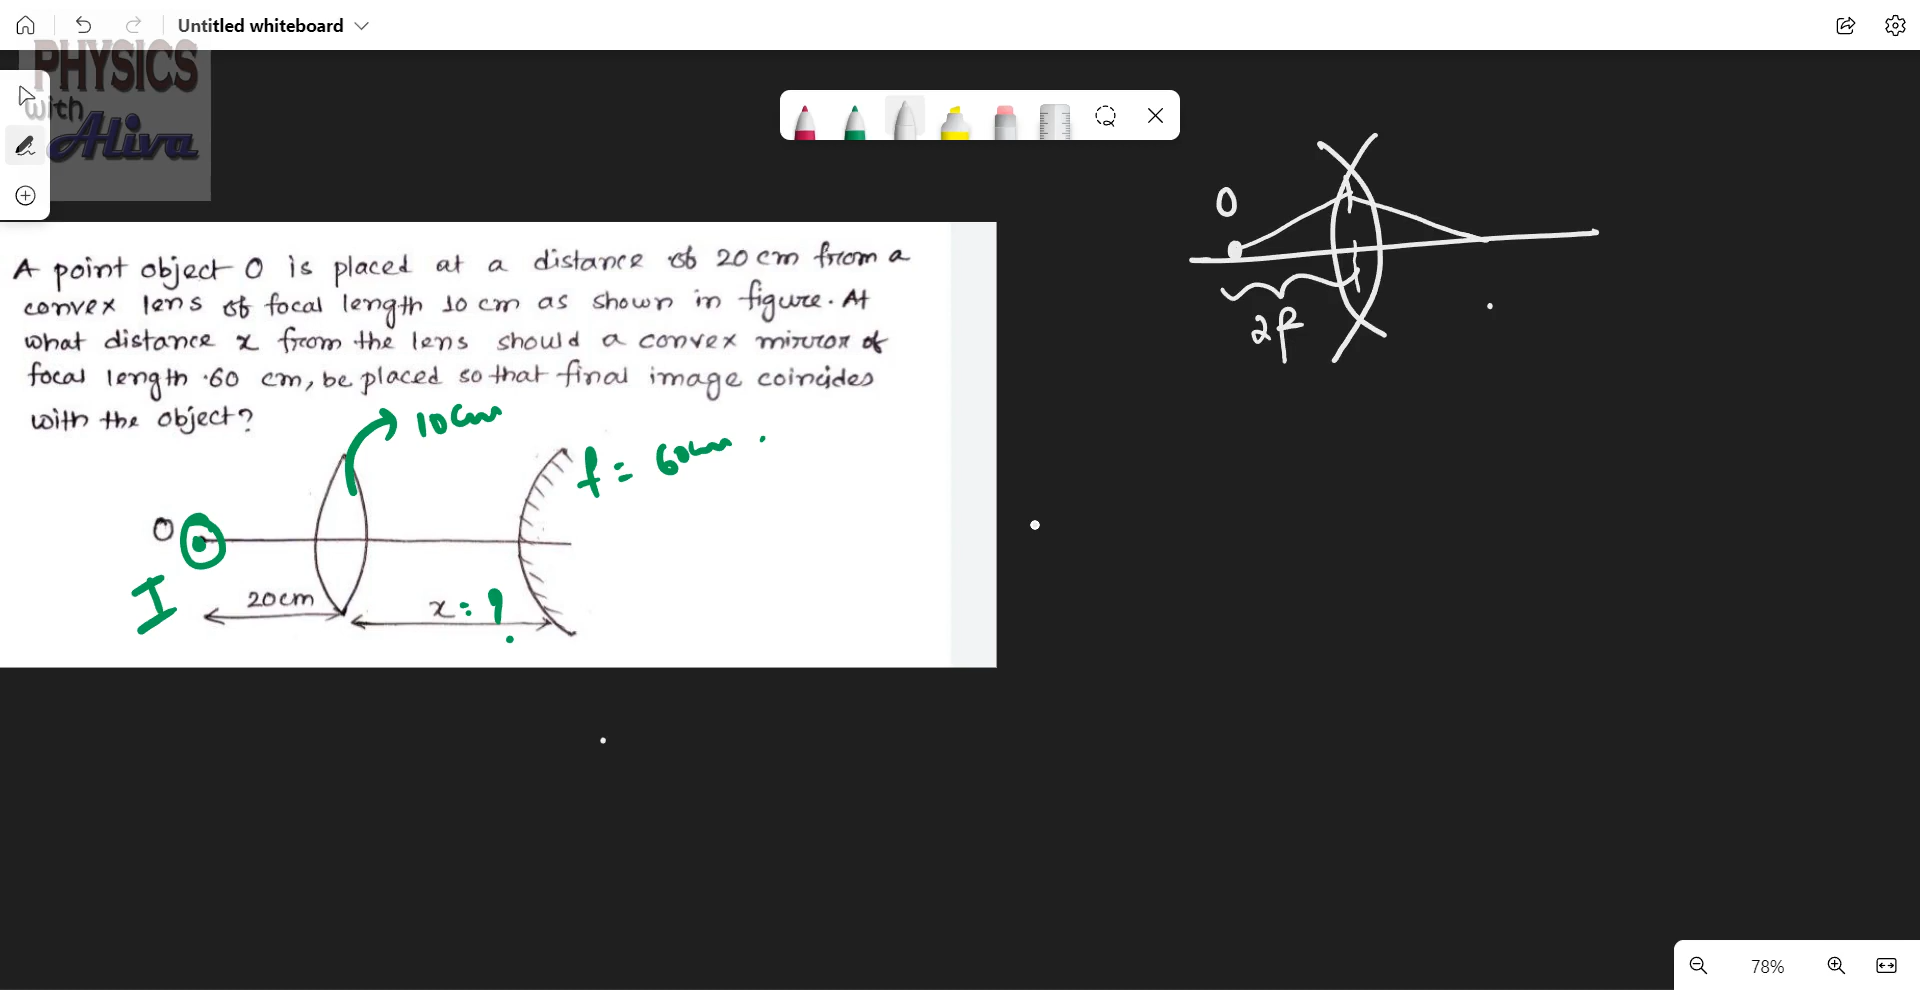 Untitled whiteboard
PHYSICS
with
Aliva
A point object O is placed at a distance of 20 cm from a
convex lens of focal length 10 cm as shown in figure. At
what distance x from the lens should a convex mirror of
focal length 60 cm, be placed so that final image coincides
with the object?
10cm
f = 60cm
O
I
20cm
x = ?
O
2f
78%